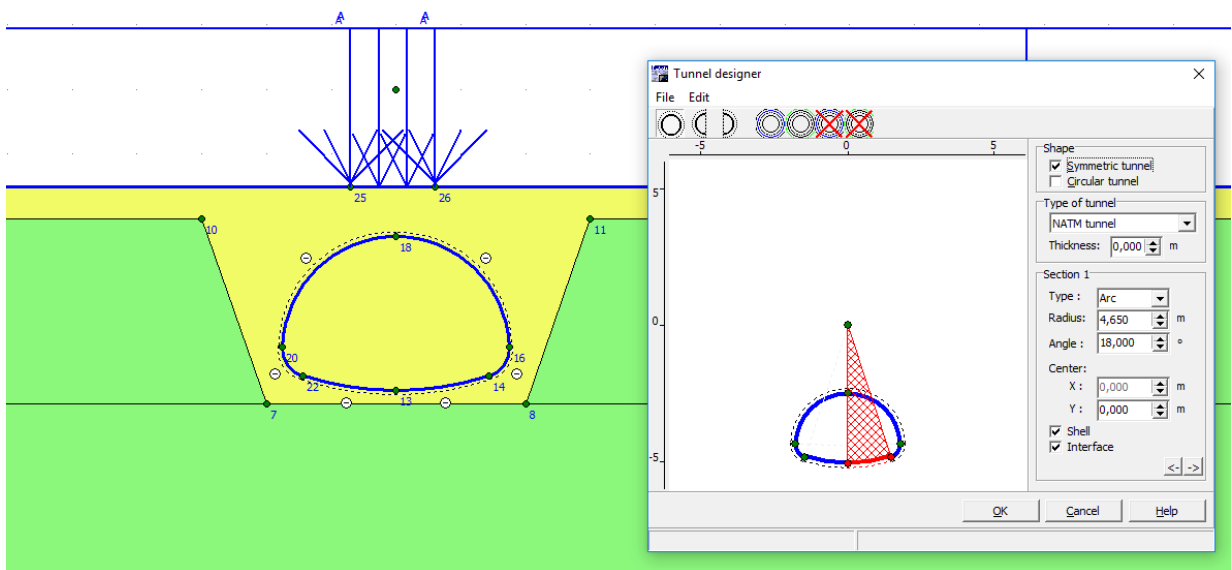 A A
A A
25 26
10 11
18
20 16
22 14
13
7 8
Tunnel designer
File Edit
-5 0 5
5
0
-5
Shape
Symmetric tunnel
Circular tunnel
Type of tunnel
NATM tunnel
Thickness: 0,000 m
Section 1
Type : Arc
Radius: 4,650 m
Angle : 18,000 °
Center:
X : 0,000 m
Y : 0,000 m
Shell
Interface
<- ->
OK Cancel Help